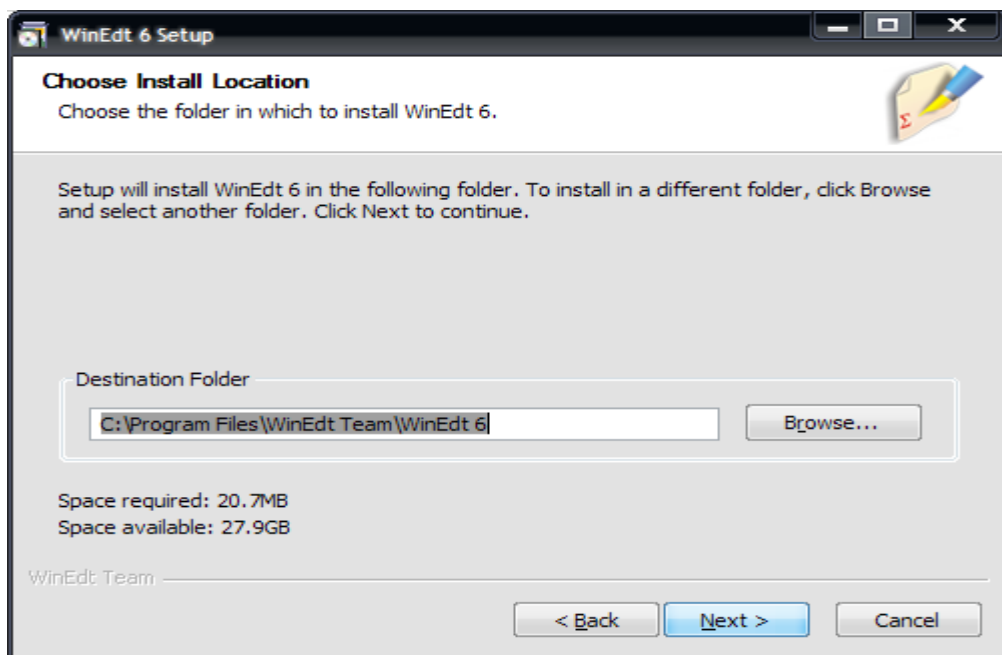 WinEdt 6 Setup
Choose Install Location
Choose the folder in which to install WinEdt 6.
Σ
Setup will install WinEdt 6 in the following folder. To install in a different folder, click Browse
and select another folder. Click Next to continue.
Destination Folder
C:\Program Files\WinEdt Team\WinEdt 6
Browse...
Space required: 20.7MB
Space available: 27.9GB
WinEdt Team
< Back
Next >
Cancel